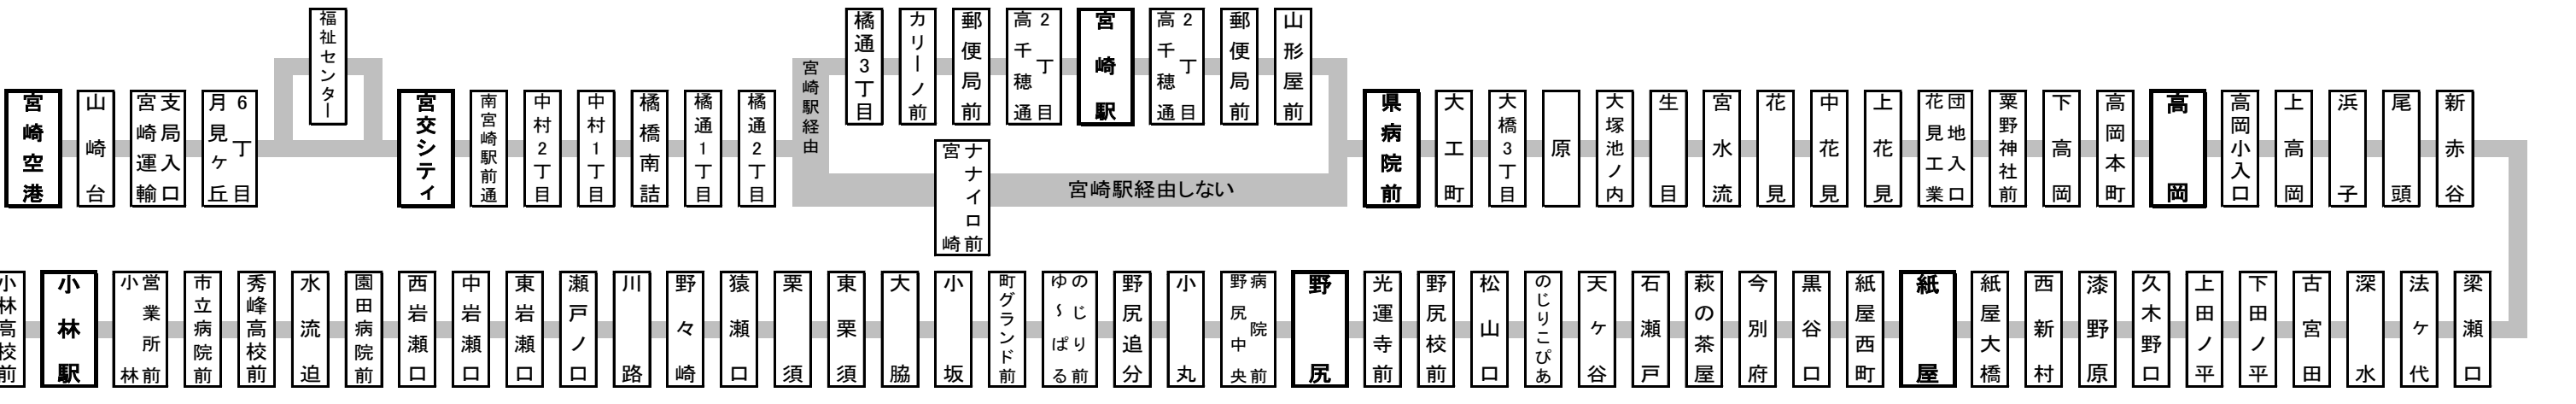 宮崎空港
山崎台
宮崎運輸支局入口
月見ヶ丘6丁目
福祉センター
宮交シティ
南宮崎駅前通
中村2丁目
中村1丁目
橘橋南詰
橘通1丁目
橘通2丁目
宮崎駅経由
橘通3丁目
カリーノ前
郵便局前
高千穂通2丁目
宮崎駅
高千穂通2丁目
郵便局前
山形屋前
宮崎ナナイロ前
宮崎駅経由しない
県病院前
大工町
大橋3丁目
原
大塚池ノ内
生目
宮水流
花見
中花見
上花見
花見工業団地入口
粟野神社前
下高岡
高岡本町
高岡
高岡小入口
上高岡
浜子
尾頭
新赤谷
梁瀬口
法ヶ代
深水
古宮田
下田ノ平
上田ノ平
久木野口
漆野原
西新村
紙屋大橋
紙屋
紙屋西町
黒谷口
今別府
萩の茶屋
石瀬戸
天ヶ谷
のじりこぴあ
松山口
野尻校前
光運寺前
野尻
野尻中央病院前
小丸
野尻追分
ゆ～ぱるのじり前
町グランド前
小坂
大脇
東栗須
栗須
猿瀬口
野々崎
川路
瀬戸ノ口
東岩瀬口
中岩瀬口
西岩瀬口
園田病院前
水流迫
秀峰高校前
市立病院前
小林営業所前
小林駅
小林高校前